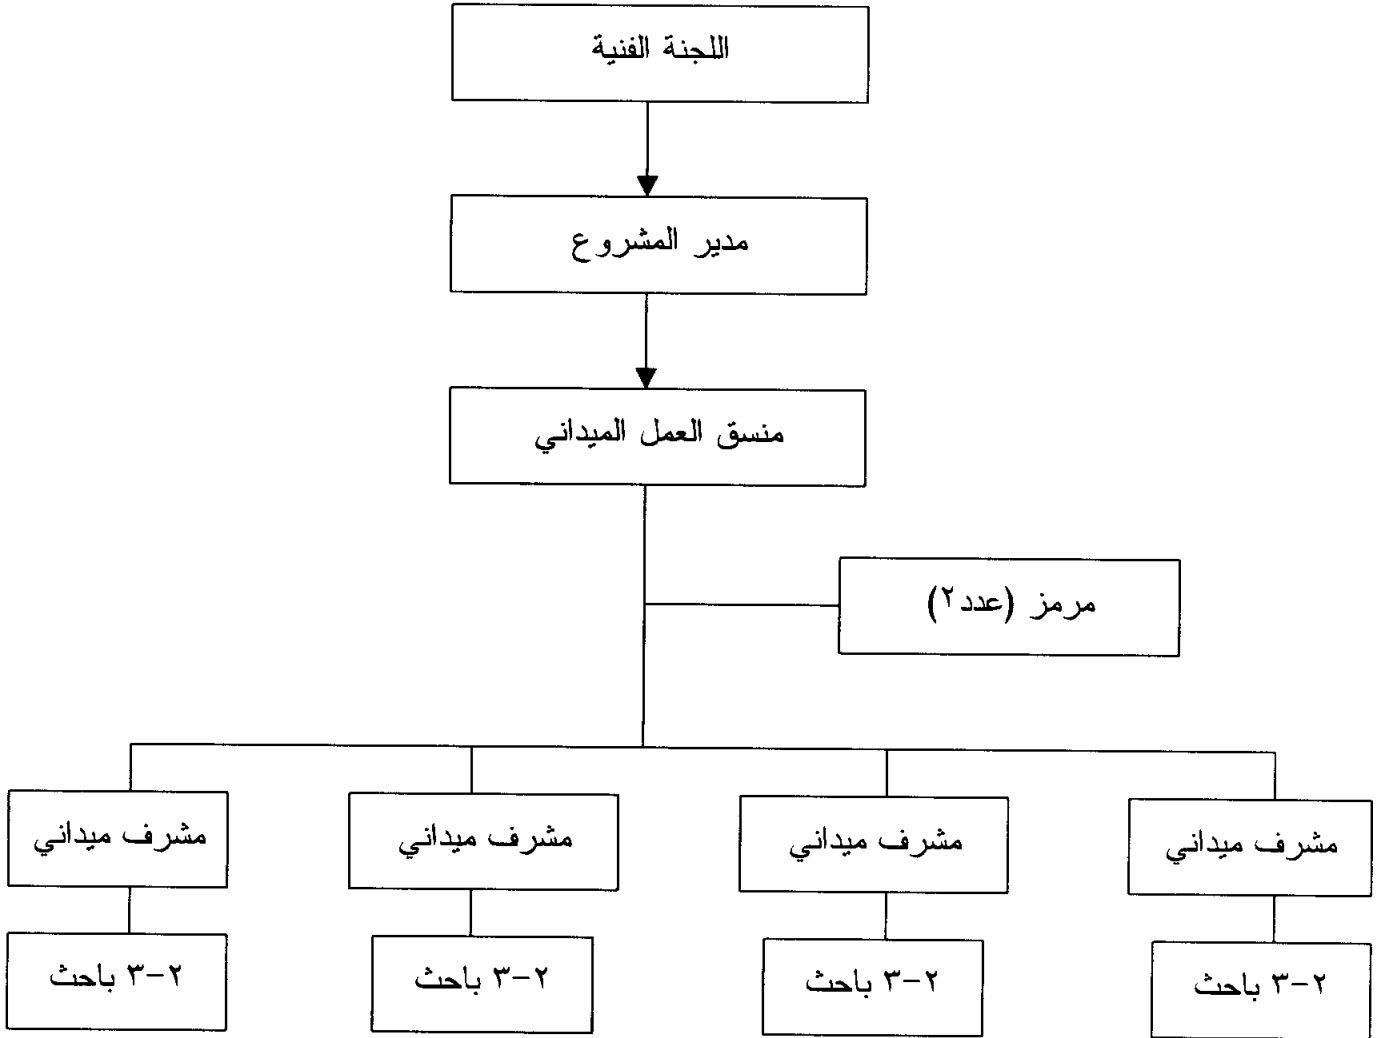 اللجنة الفنية
مدير المشروع
منسق العمل الميداني
مرمز (عدد٢)
مشرف ميداني
مشرف ميداني
مشرف ميداني
مشرف ميداني
٢-٣ باحث
٢-٣ باحث
٢-٣ باحث
٢-٣ باحث